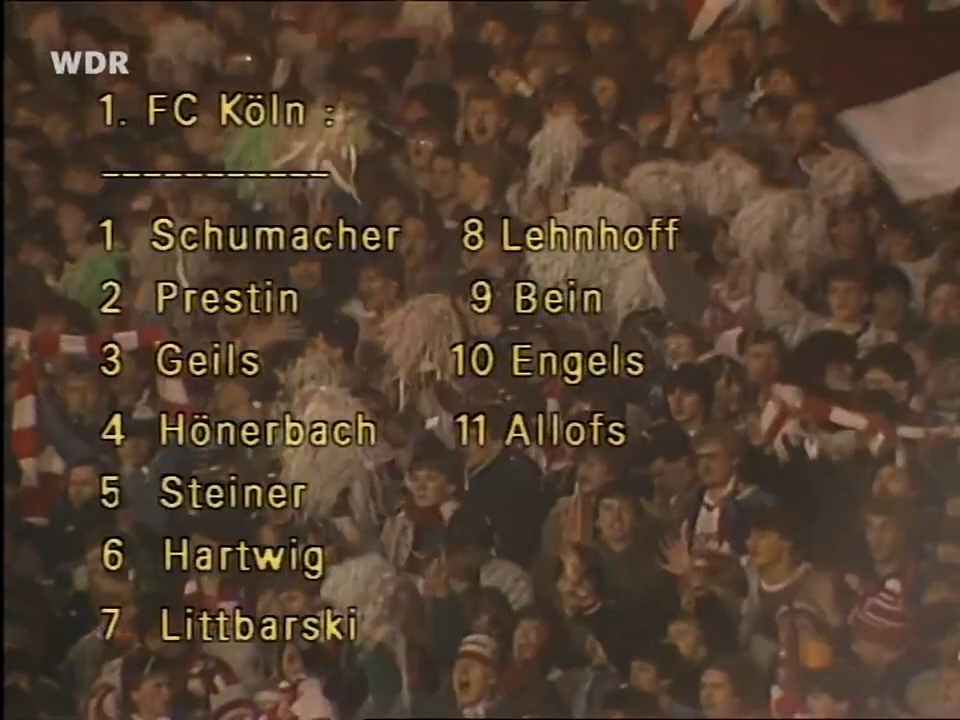 WDR
1. FC Köln :
-----------
1 Schumacher
2 Prestin
3 Geils
4 Hönerbach
5 Steiner
6 Hartwig
7 Littbarski
8 Lehnhoff
9 Bein
10 Engels
11 Allofs